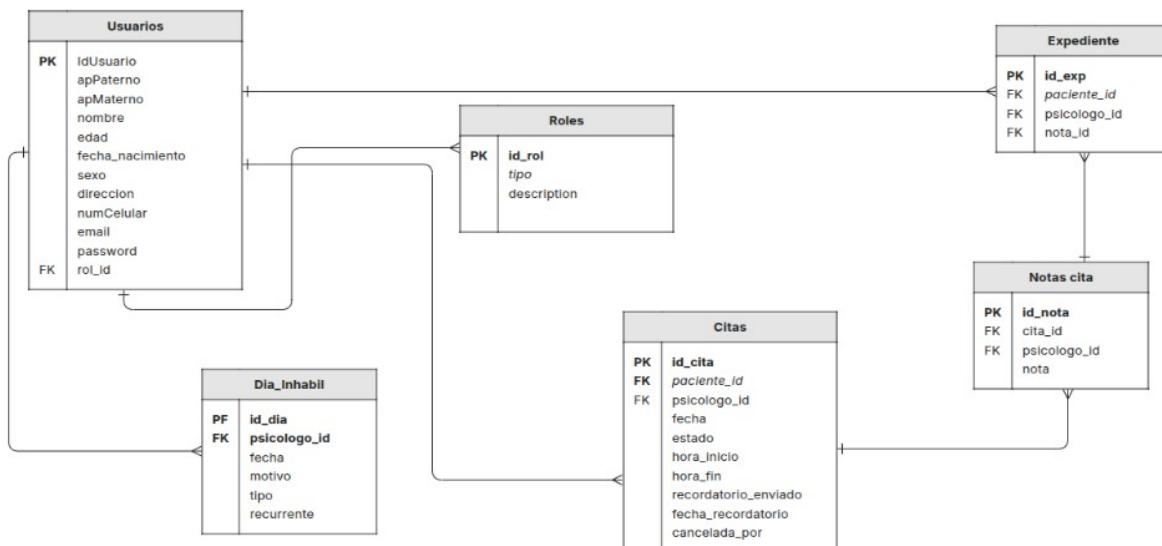 Usuarios
PK IdUsuario
apPaterno
apMaterno
nombre
edad
fecha_nacimiento
sexo
direccion
numCelular
email
password
FK rol_id
Roles
PK id_rol
tipo
description
Expediente
PK id_exp
FK paciente_id
FK psicologo_id
FK nota_id
Notas cita
PK id_nota
FK cita_id
FK psicologo_id
nota
Citas
PK id_cita
FK paciente_id
FK psicologo_id
fecha
estado
hora_inicio
hora_fin
recordatorio_enviado
fecha_recordatorio
cancelada_por
Dia_Inhabil
PF id_dia
FK psicologo_id
fecha
motivo
tipo
recurrente